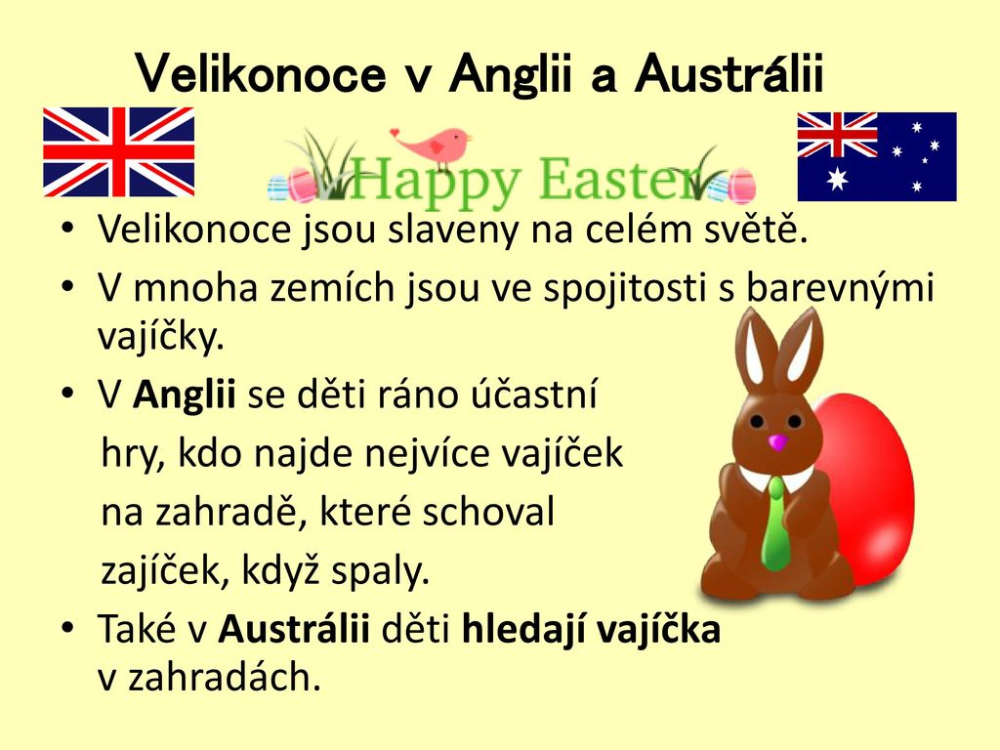 Velikonoce v Anglii a Austrálii
Happy Easter
• Velikonoce jsou slaveny na celém světě.
• V mnoha zemích jsou ve spojitosti s barevnými
vajíčky.
• V Anglii se děti ráno účastní
hry, kdo najde nejvíce vajíček
na zahradě, které schoval
zajíček, když spaly.
• Také v Austrálii děti hledají vajíčka
v zahradách.